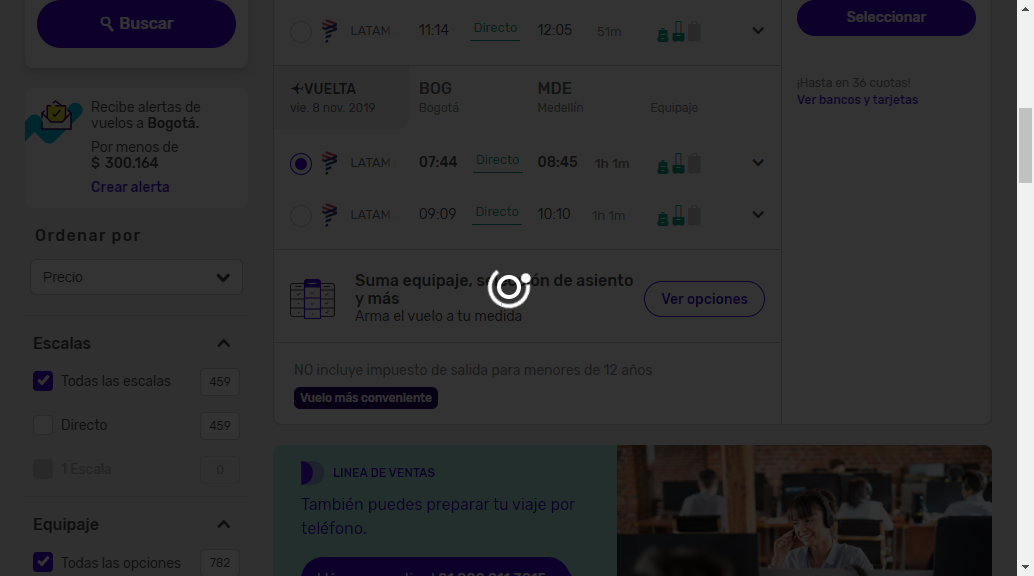 Buscar
Recibe alertas de
vuelos a Bogotá.
Por menos de
$ 300.164
Crear alerta
Ordenar por
Precio
Escalas
Todas las escalas 459
Directo 459
1 Escala 0
Equipaje
Todas las opciones 782
LATAM 11:14 Directo 12:05 51m
VUELTA BOG MDE
vie. 8 nov. 2019 Bogotá Medellín Equipaje
LATAM 07:44 Directo 08:45 1h 1m
LATAM 09:09 Directo 10:10 1h 1m
Suma equipaje, selección de asiento
y más
Arma el vuelo a tu medida
Ver opciones
NO incluye impuesto de salida para menores de 12 años
Vuelo más conveniente
Seleccionar
¡Hasta en 36 cuotas!
Ver bancos y tarjetas
LINEA DE VENTAS
También puedes preparar tu viaje por
teléfono.